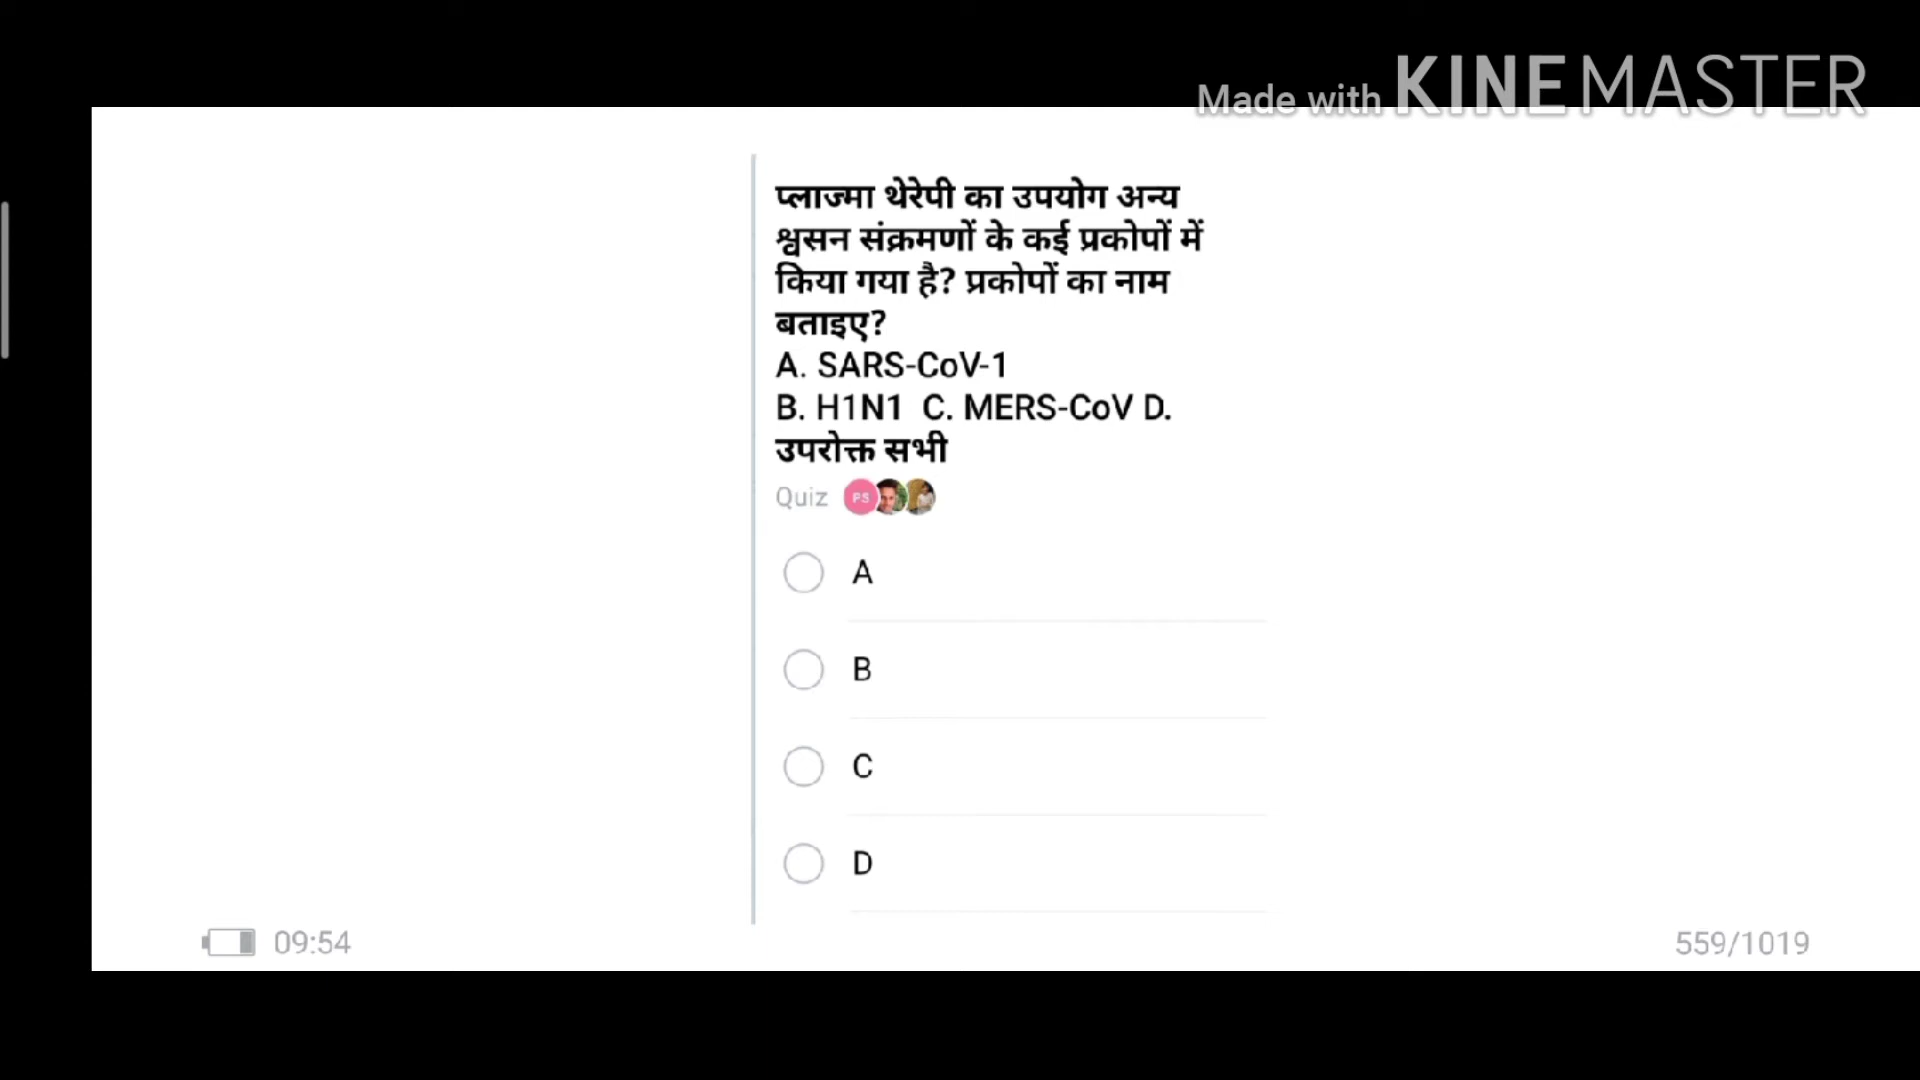 Made with KINEMASTER
प्लाज्मा थेरेपी का उपयोग अन्य
श्वसन संक्रमणों के कई प्रकोपों में
किया गया है? प्रकोपों का नाम
बताइए?
A. SARS-CoV-1
B. H1N1 C. MERS-CoV D.
उपरोक्त सभी
Quiz PS
A
B
C
D
09:54
559/1019